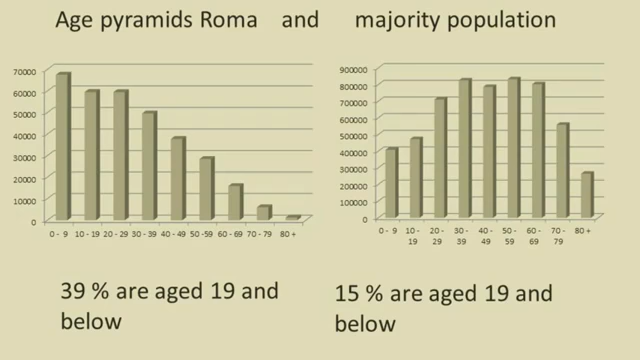 Age pyramids Roma and majority population
70000
60000
50000
40000
30000
20000
10000
0
0 - 9 10 - 19 20 - 29 30 - 39 40 - 49 50 -59 60 - 69 70 - 79 80 +
900000
800000
700000
600000
500000
400000
300000
200000
100000
0
0 - 9 10 - 20 - 30 - 40 - 50 - 60 - 70 - 80 +
19 29 39 49 59 69 79
39 % are aged 19 and
below
15 % are aged 19 and
below